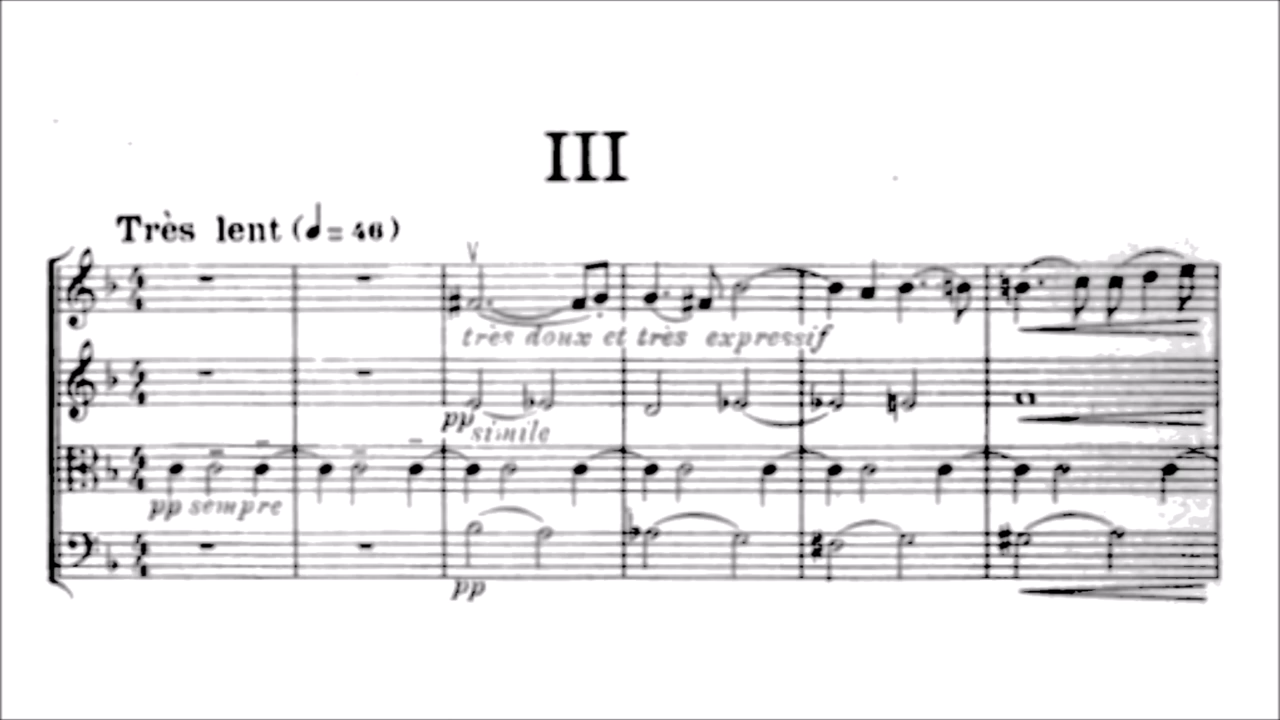 III
Très lent (♩ = 46)
très doux et très expressif
pp simile
pp sempre
pp